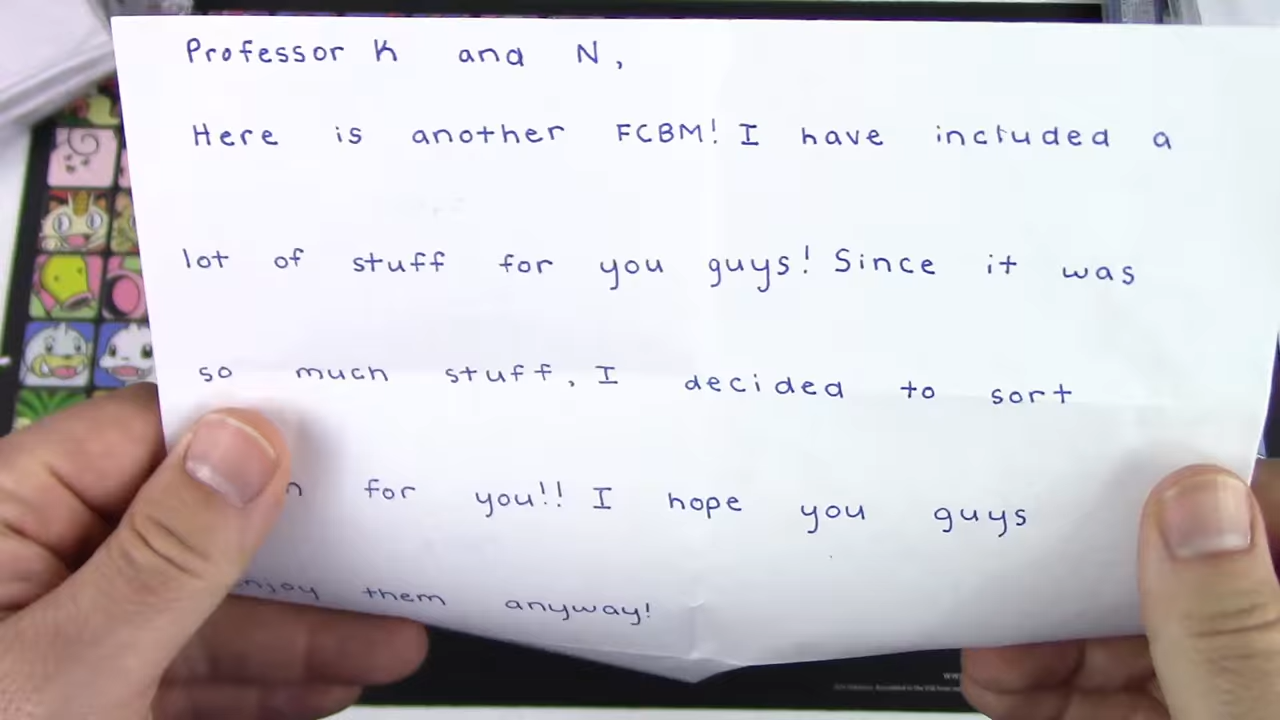 Professor K and N,
Here is another FCBM! I have included a
lot of stuff for you guys! Since it was
so much stuff, I decided to sort
for you!! I hope you guys
enjoy them anyway!